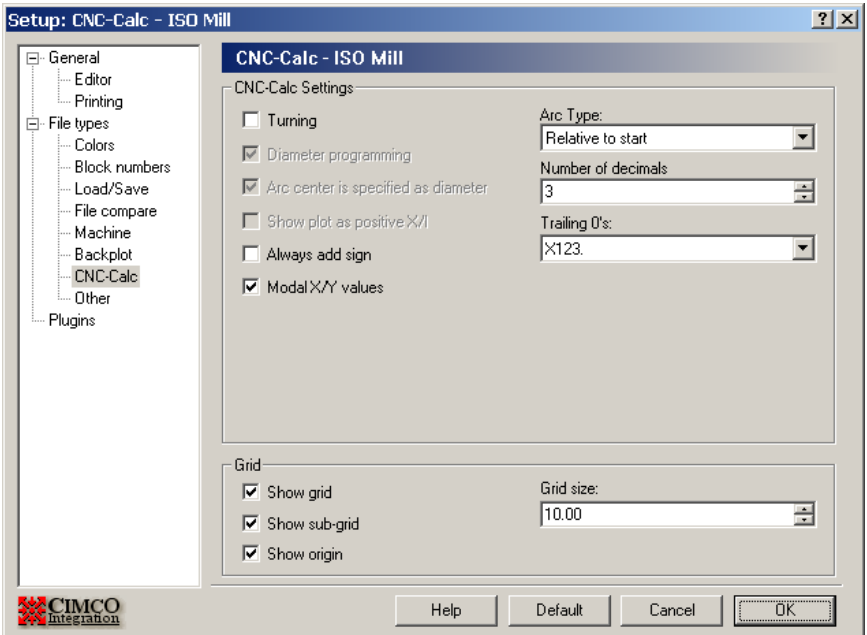 Setup: CNC-Calc - ISO Mill
General
Editor
Printing
File types
Colors
Block numbers
Load/Save
File compare
Machine
Backplot
CNC-Calc
Other
Plugins
CNC-Calc - ISO Mill
CNC-Calc Settings
Turning
Diameter programming
Arc center is specified as diameter
Show plot as positive X/I
Always add sign
Modal X/Y values
Arc Type:
Relative to start
Number of decimals
3
Trailing 0's:
X123.
Grid
Show grid
Show sub-grid
Show origin
Grid size:
10.00
CIMCO
Integration
Help
Default
Cancel
OK